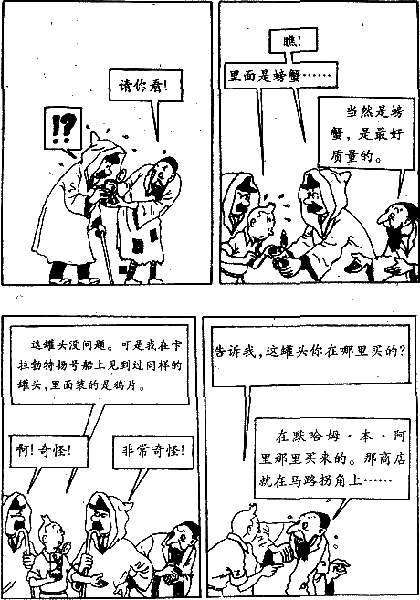 请你看!
!?
瞧!
里面是螃蟹……
当然是螃
蟹，是最好
质量的。
这罐头没问题。可是我在卡
拉勃特扬号船上见到过同样的
罐头，里面装的是鸦片。
啊!奇怪!
非常奇怪!
告诉我，这罐头你在哪里买的?
在默哈姆·本·阿
里那里买来的。那商店
就在马路拐角上……